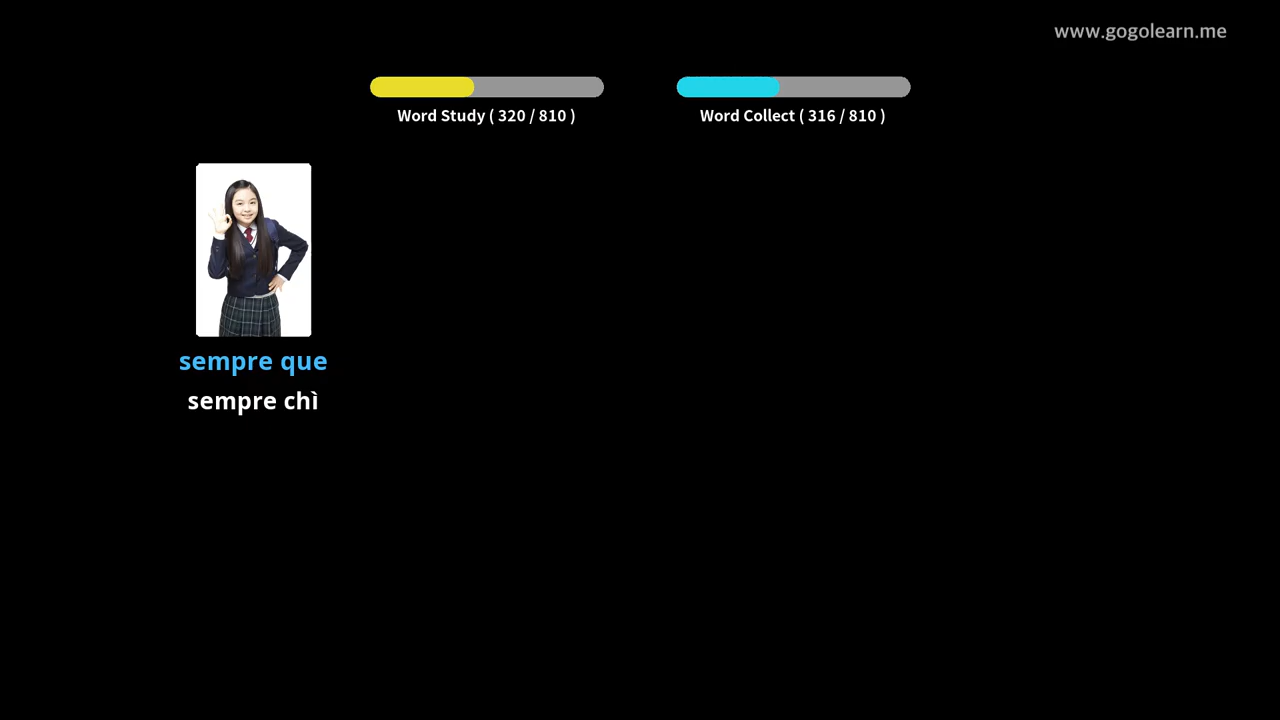 www.gogolearn.me
Word Study ( 320 / 810 )
Word Collect ( 316 / 810 )
sempre que
sempre chì